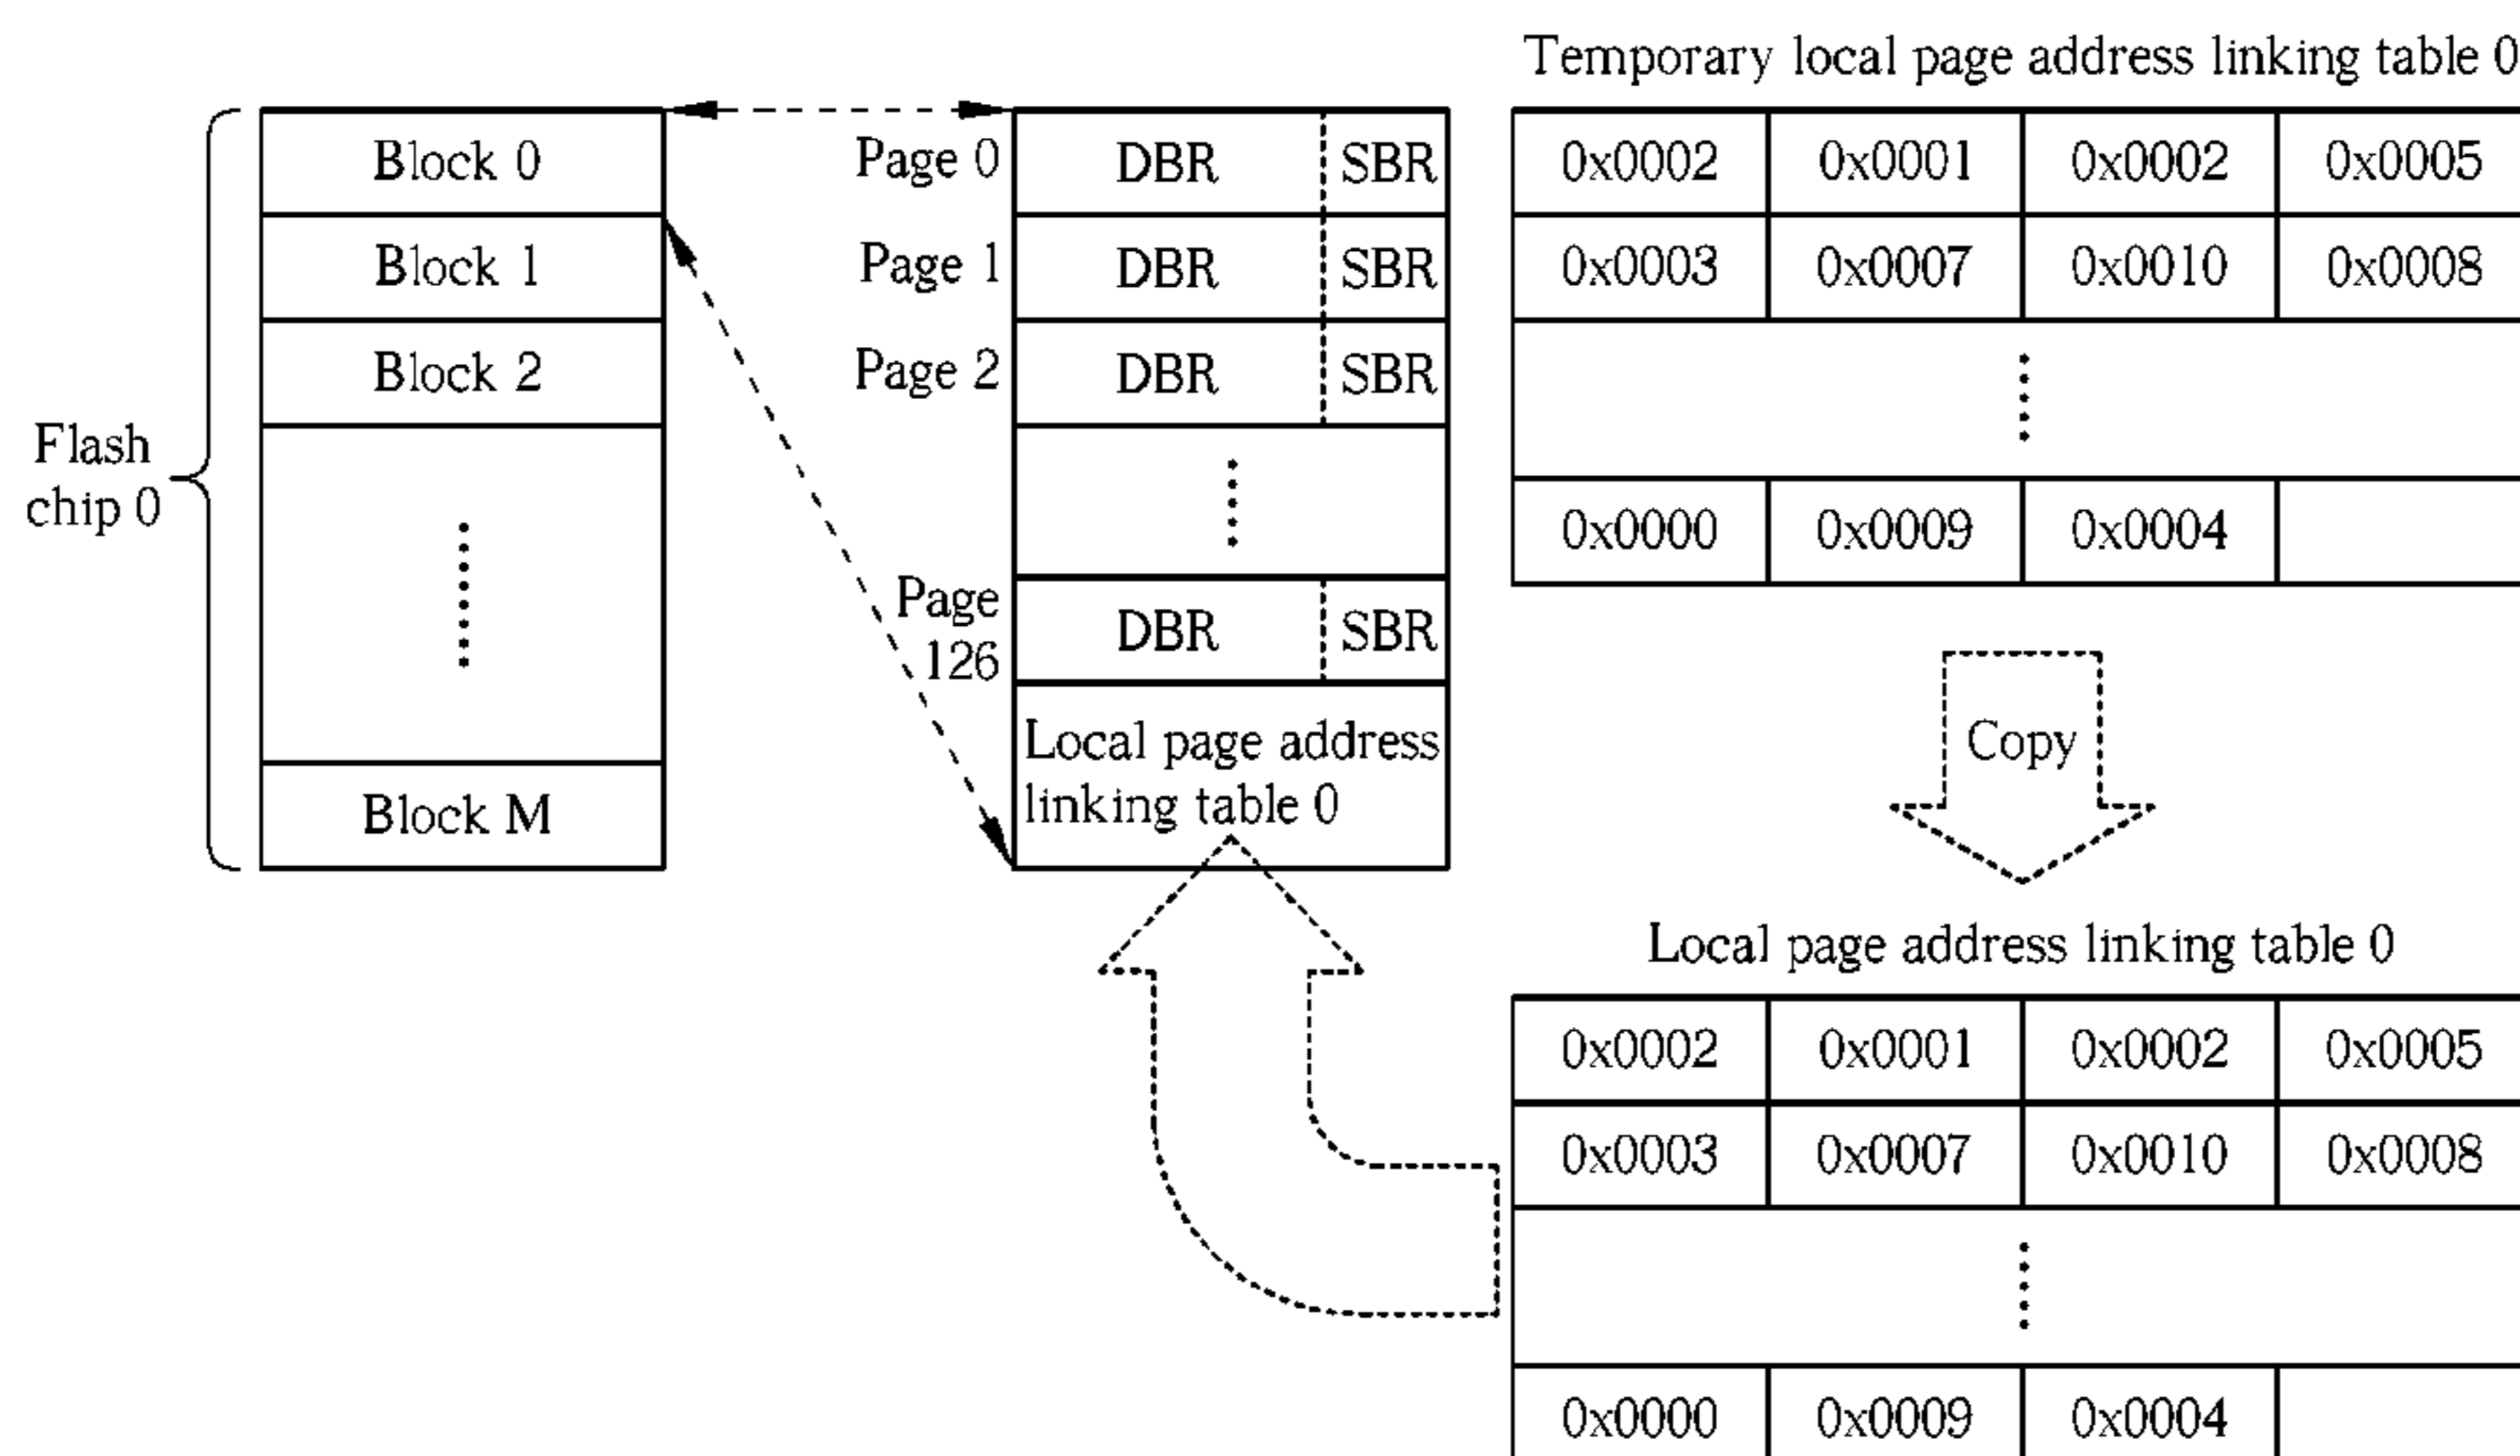 Flash
chip 0
Block 0
Block 1
Block 2
Block M
Page 0 DBR SBR
Page 1 DBR SBR
Page 2 DBR SBR
Page
126
DBR SBR
Local page address
linking table 0
Temporary local page address linking table 0
0x0002 0x0001 0x0002 0x0005
0x0003 0x0007 0x0010 0x0008
0x0000 0x0009 0x0004
Copy
Local page address linking table 0
0x0002 0x0001 0x0002 0x0005
0x0003 0x0007 0x0010 0x0008
0x0000 0x0009 0x0004